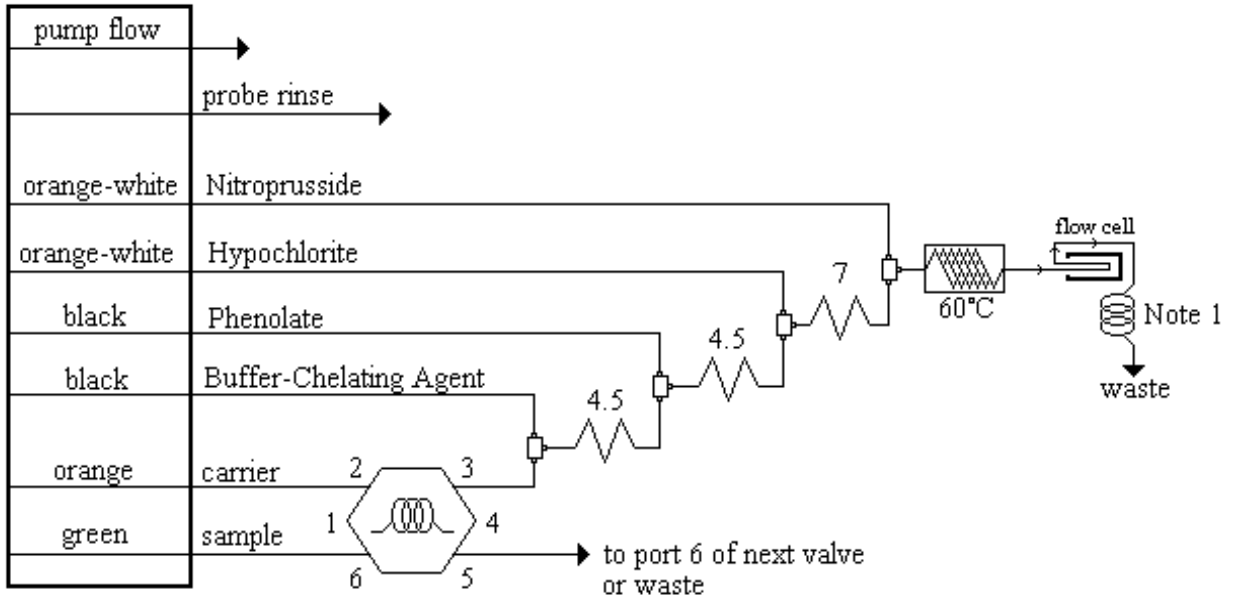 pump flow
probe rinse
orange-white Nitroprusside
flow cell
orange-white Hypochlorite
7
60°C
Note 1
black Phenolate
4.5
waste
black Buffer-Chelating Agent
4.5
orange carrier 2 3
1 4
green sample
to port 6 of next valve
6 5
or waste